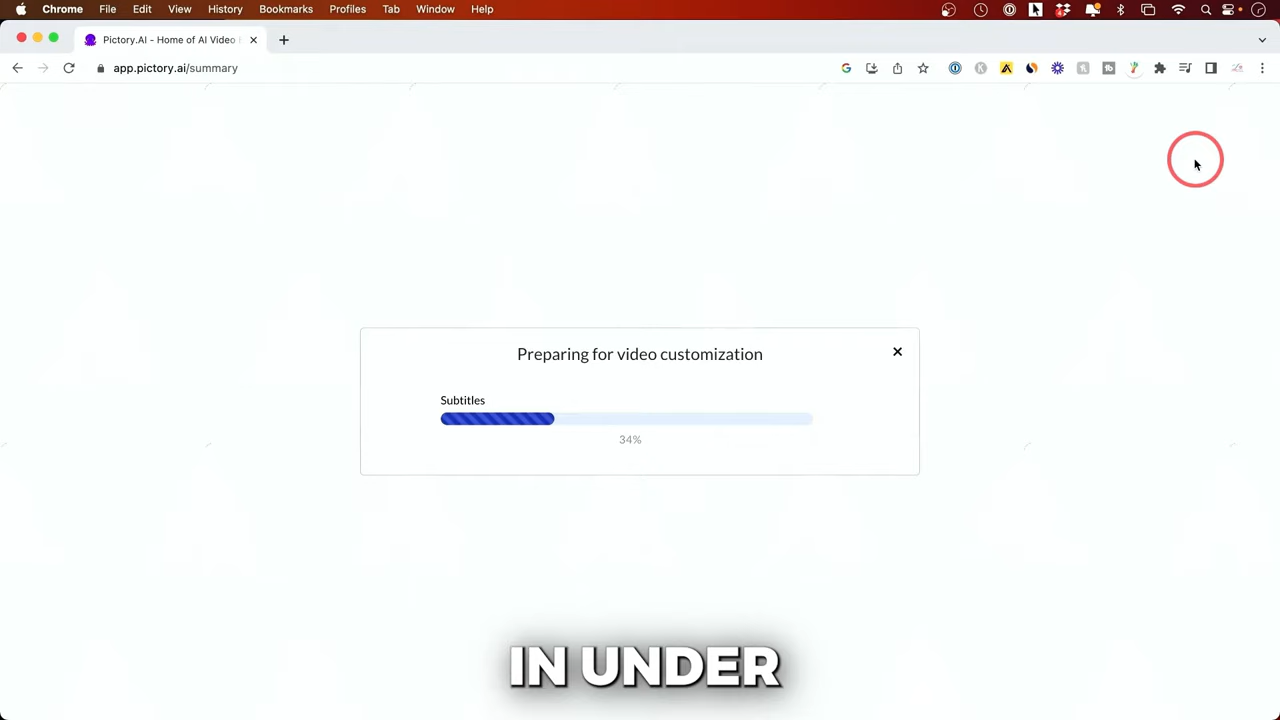 Chrome File Edit View History Bookmarks Profiles Tab Window Help
Pictory.AI - Home of AI Video
app.pictory.ai/summary
Preparing for video customization
Subtitles
34%
IN UNDER